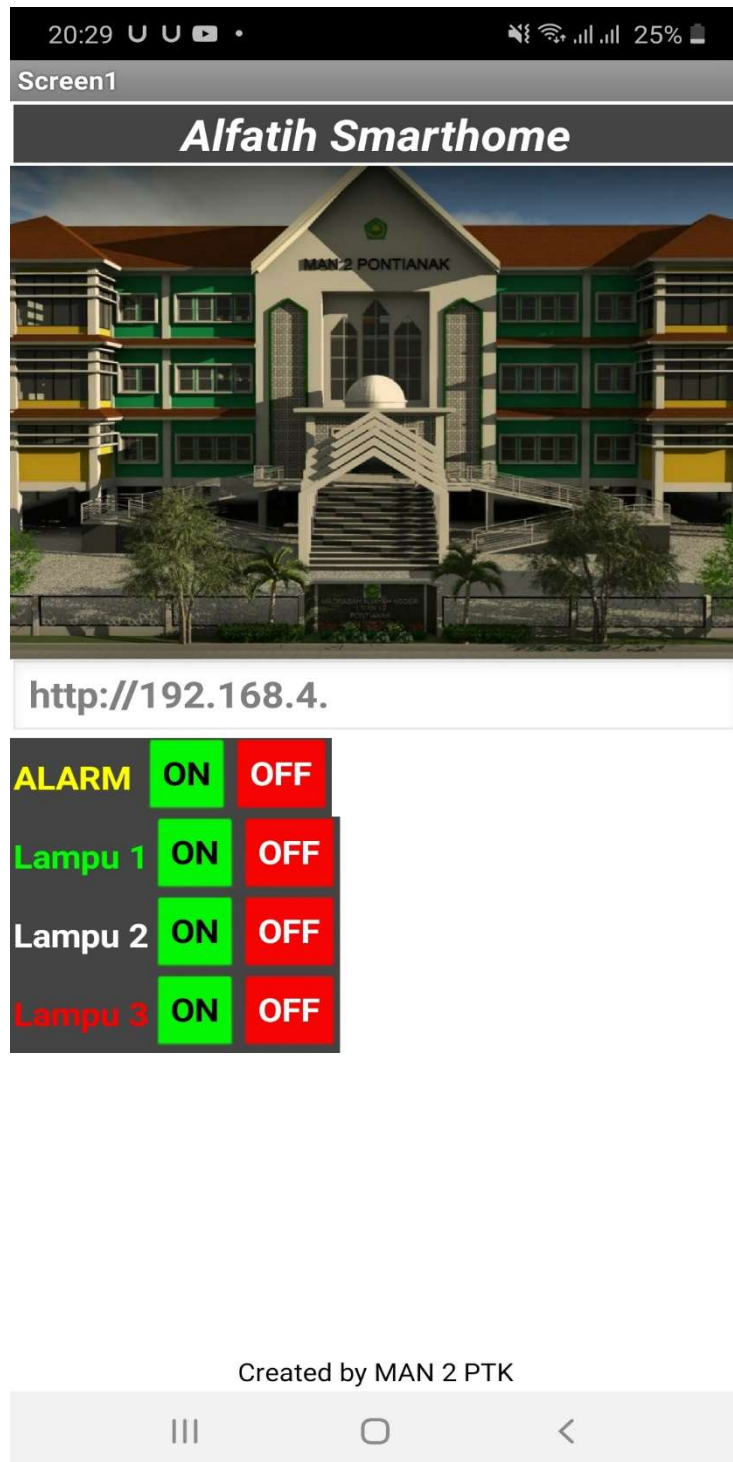 20:29 U U 25%
Screen1
Alfatih Smarthome
MAN 2 PONTIANAK
PONTIANAK
http://192.168.4.
ALARM ON OFF
Lampu 1 ON OFF
Lampu 2 ON OFF
Lampu 3 ON OFF
Created by MAN 2 PTK